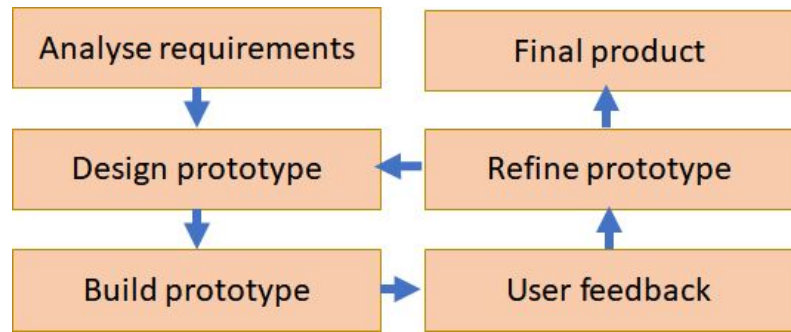 Analyse requirements
Final product
Design prototype
Refine prototype
Build prototype
User feedback